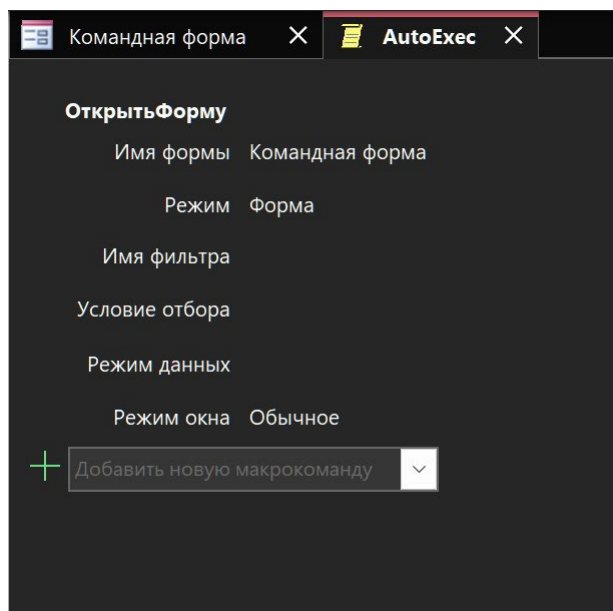 Командная форма AutoExec
ОткрытьФорму
Имя формы Командная форма
Режим Форма
Имя фильтра
Условие отбора
Режим данных
Режим окна Обычное
Добавить новую макрокоманду